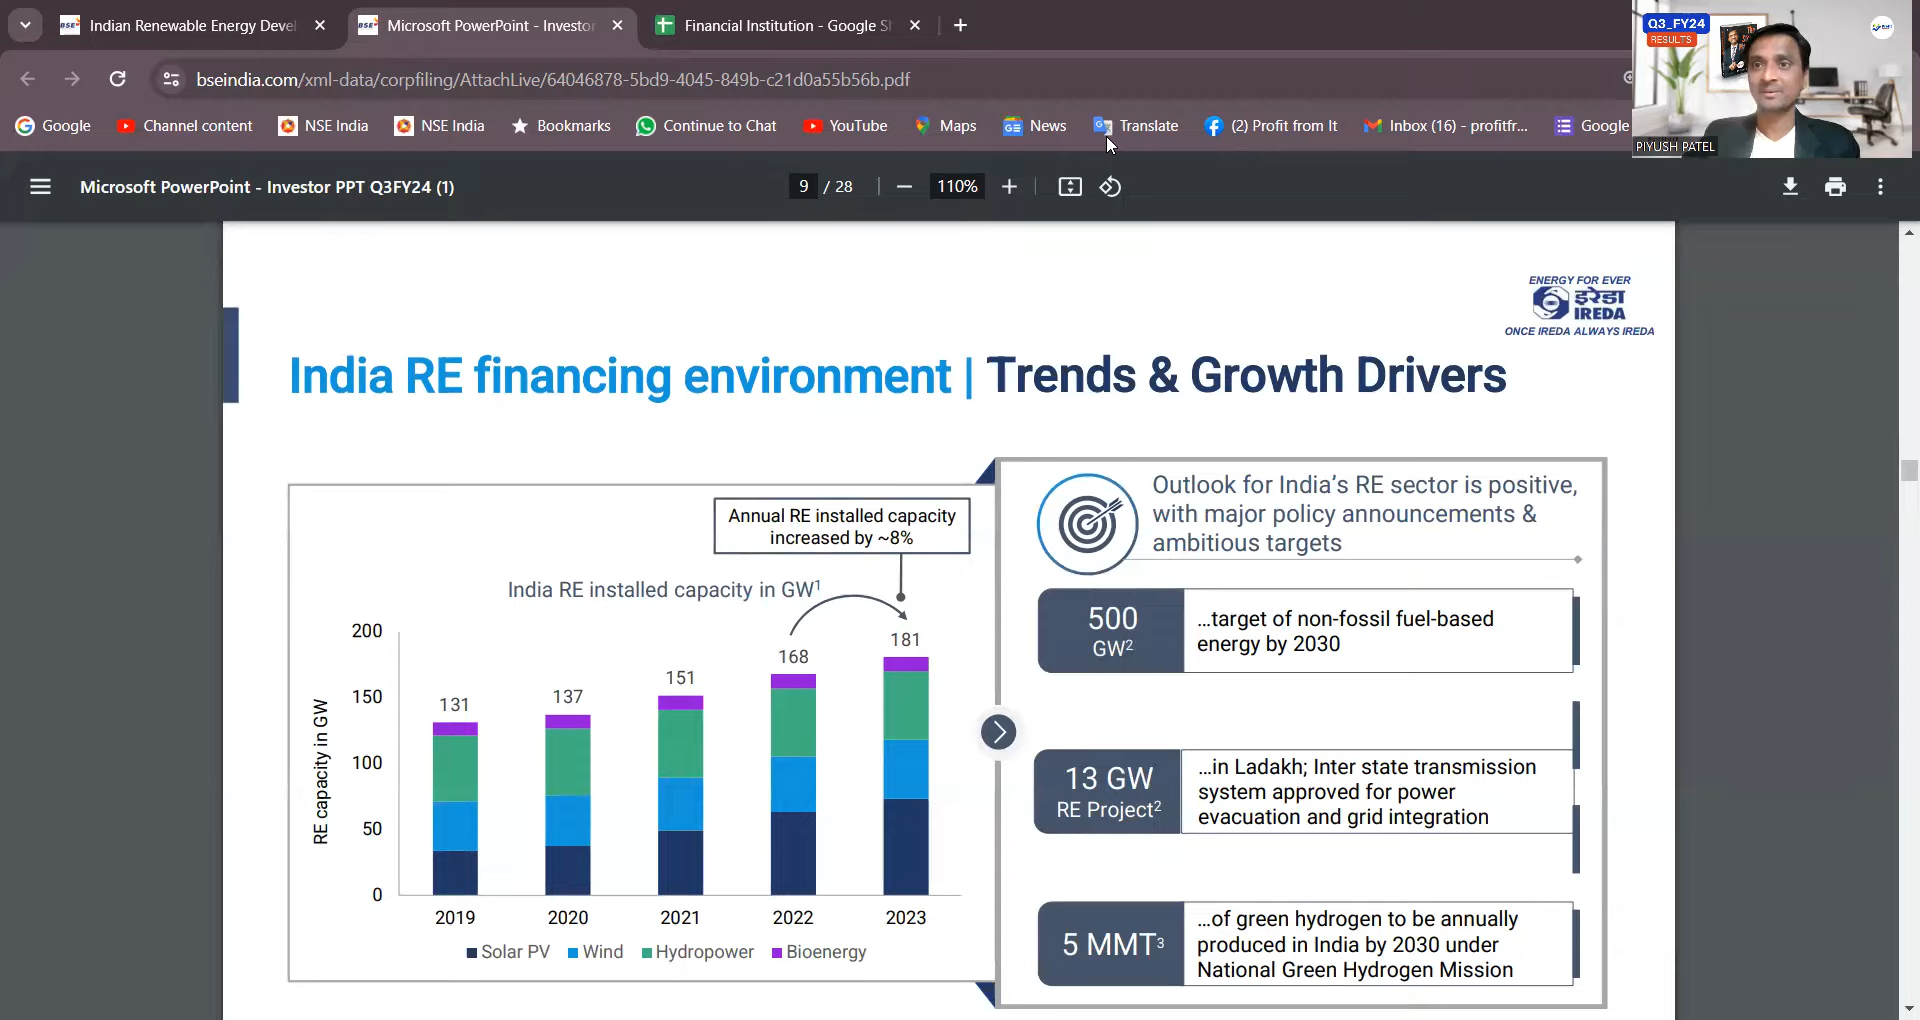 Indian Renewable Energy Devel
Microsoft PowerPoint - Investor
Financial Institution - Google Sh
bseindia.com/xml-data/corpfiling/AttachLive/64046878-5bd9-4045-849b-c21d0a55b56b.pdf
Google
Channel content
NSE India
NSE India
Bookmarks
Continue to Chat
YouTube
Maps
News
Translate
(2) Profit from It
Inbox (16) - profitfr...
Google
Q3_FY24
RESULTS
PIYUSH PATEL
Microsoft PowerPoint - Investor PPT Q3FY24 (1)
9 / 28
110%
ENERGY FOR EVER
इरेडा
IREDA
ONCE IREDA ALWAYS IREDA
India RE financing environment | Trends & Growth Drivers
Annual RE installed capacity
increased by ~8%
India RE installed capacity in GW¹
RE capacity in GW
200
150
100
50
0
131
137
151
168
181
2019
2020
2021
2022
2023
Solar PV
Wind
Hydropower
Bioenergy
Outlook for India's RE sector is positive,
with major policy announcements &
ambitious targets
500
GW²
...target of non-fossil fuel-based
energy by 2030
13 GW
RE Project²
...in Ladakh; Inter state transmission
system approved for power
evacuation and grid integration
5 MMT³
...of green hydrogen to be annually
produced in India by 2030 under
National Green Hydrogen Mission